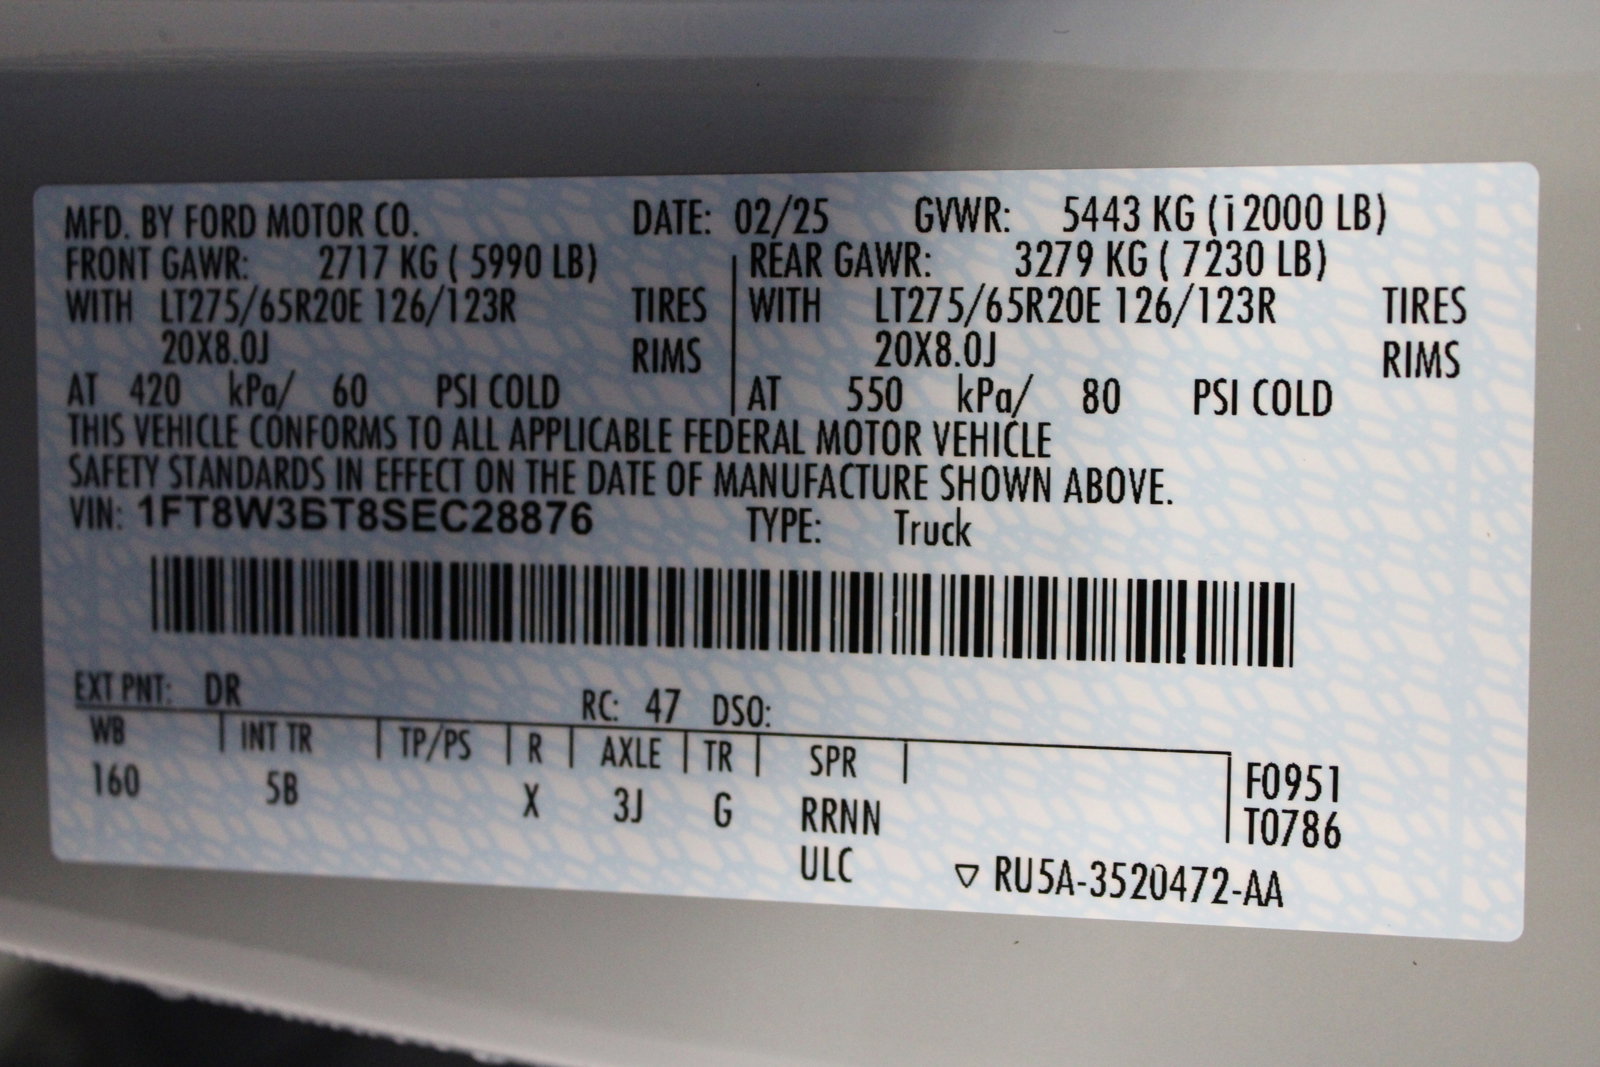 MFD. BY FORD MOTOR CO. DATE: 02/25 GVWR: 5443 KG (12000 LB)
FRONT GAWR: 2717 KG ( 5990 LB) REAR GAWR: 3279 KG ( 7230 LB)
WITH LT275/65R20E 126/123R TIRES WITH LT275/65R20E 126/123R TIRES
20X8.0J RIMS 20X8.0J RIMS
AT 420 kPa/ 60 PSI COLD AT 550 kPa/ 80 PSI COLD
THIS VEHICLE CONFORMS TO ALL APPLICABLE FEDERAL MOTOR VEHICLE
SAFETY STANDARDS IN EFFECT ON THE DATE OF MANUFACTURE SHOWN ABOVE.
VIN: 1FT8W3BT8SEC28876 TYPE: Truck
EXT PNT: DR RC: 47 DSO:
WB INT TR TP/PS R AXLE TR SPR
160 5B X 3J G RRNN
ULC
F0951
T0786
▽ RU5A-3520472-AA